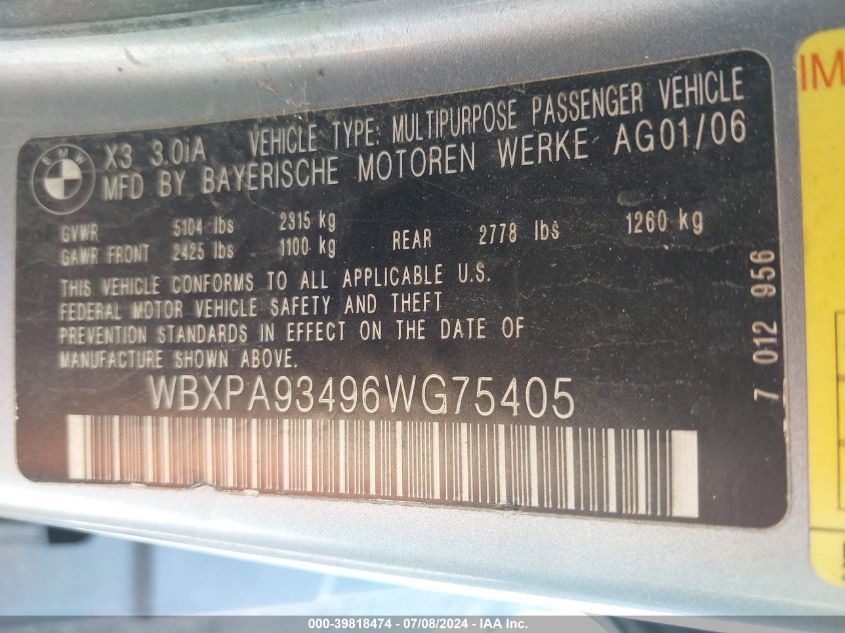 BMW
X3 3.0iA VEHICLE TYPE: MULTIPURPOSE PASSENGER VEHICLE
MFD BY BAYERISCHE MOTOREN WERKE AG01/06
GVWR 5104 lbs 2315 kg
GAWR FRONT 2425 lbs 1100 kg REAR 2778 lbs 1260 kg
THIS VEHICLE CONFORMS TO ALL APPLICABLE U.S.
FEDERAL MOTOR VEHICLE SAFETY AND THEFT
PREVENTION STANDARDS IN EFFECT ON THE DATE OF
MANUFACTURE SHOWN ABOVE.
WBXPA93496WG75405
7 012 956
IM
000-39818474 - 07/08/2024 - IAA Inc.